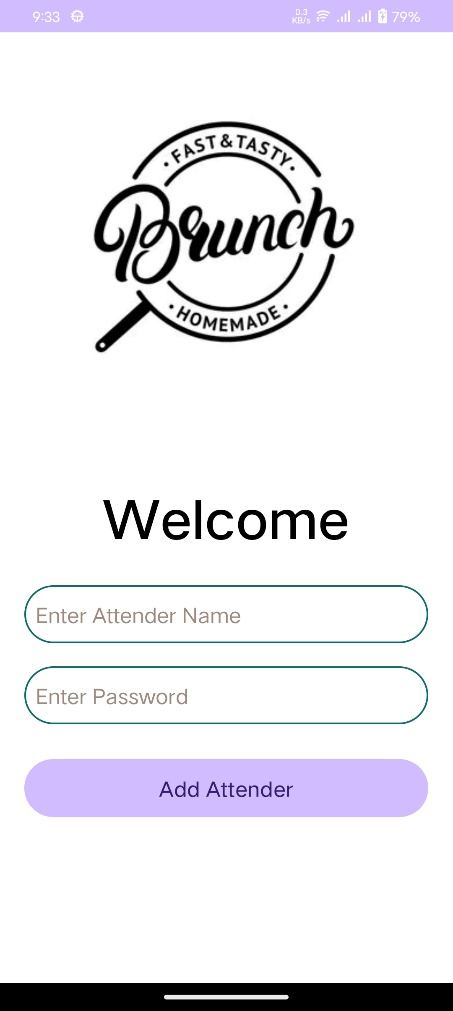 9:33
0.3
KB/s
79%
· FAST & TASTY ·
Brunch
· HOMEMADE ·
Welcome
Enter Attender Name
Enter Password
Add Attender